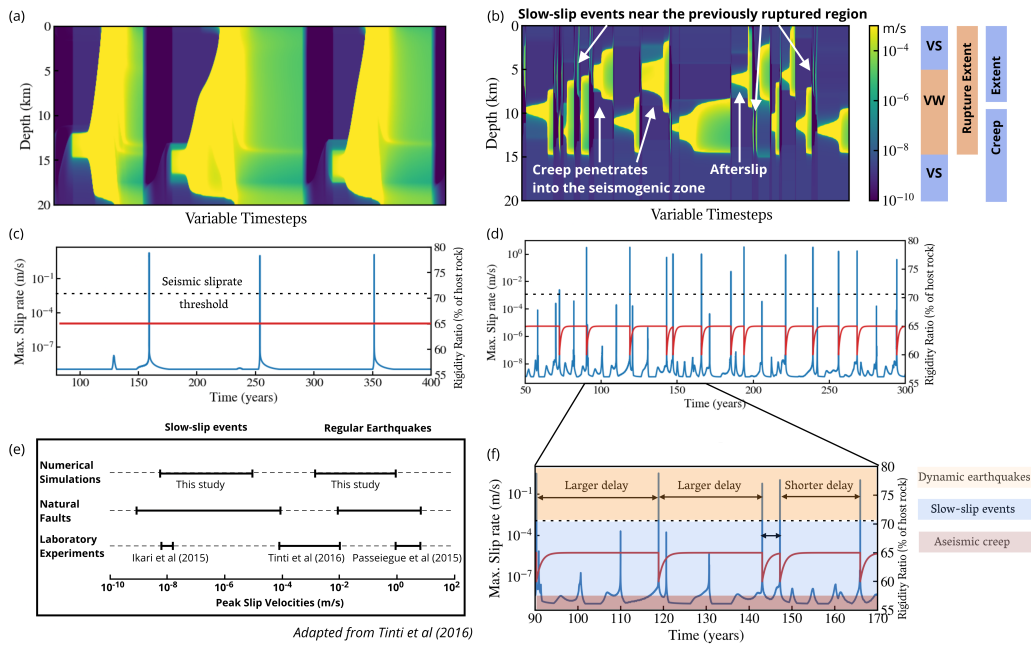 (a)
0
5
10
15
20
Depth (km)
Variable Timesteps
(b)
Slow-slip events near the previously ruptured region
0
5
10
15
20
Depth (km)
Creep penetrates
into the seismogenic zone
Afterslip
Variable Timesteps
m/s
10⁻⁴
10⁻⁶
10⁻⁸
10⁻¹⁰
VS
VW
VS
Rupture Extent
Extent
Creep
(c)
10⁻¹
10⁻⁴
10⁻⁷
Max. Slip rate (m/s)
Seismic sliprate
threshold
80
75
70
65
60
55
Rigidity Ratio (% of host rock)
100
150
200
250
300
350
400
Time (years)
(d)
10⁰
10⁻²
10⁻⁴
10⁻⁶
10⁻⁸
Max. Slip rate (m/s)
80
75
70
65
60
55
Rigidity Ratio (% of host rock)
50
100
150
200
250
300
Time (years)
(e)
Slow-slip events
Regular Earthquakes
Numerical
Simulations
This study
This study
Natural
Faults
Laboratory
Experiments
Ikari et al (2015)
Tinti et al (2016)
Passeiegue et al (2015)
10⁻¹⁰
10⁻⁸
10⁻⁶
10⁻⁴
10⁻²
10⁰
10²
Peak Slip Velocities (m/s)
Adapted from Tinti et al (2016)
(f)
10⁻¹
10⁻⁴
10⁻⁷
Max. Slip rate (m/s)
Larger delay
Larger delay
Shorter delay
80
75
70
65
60
55
Rigidity Ratio (% of host rock)
90
100
110
120
130
140
150
160
170
Time (years)
Dynamic earthquakes
Slow-slip events
Aseismic creep